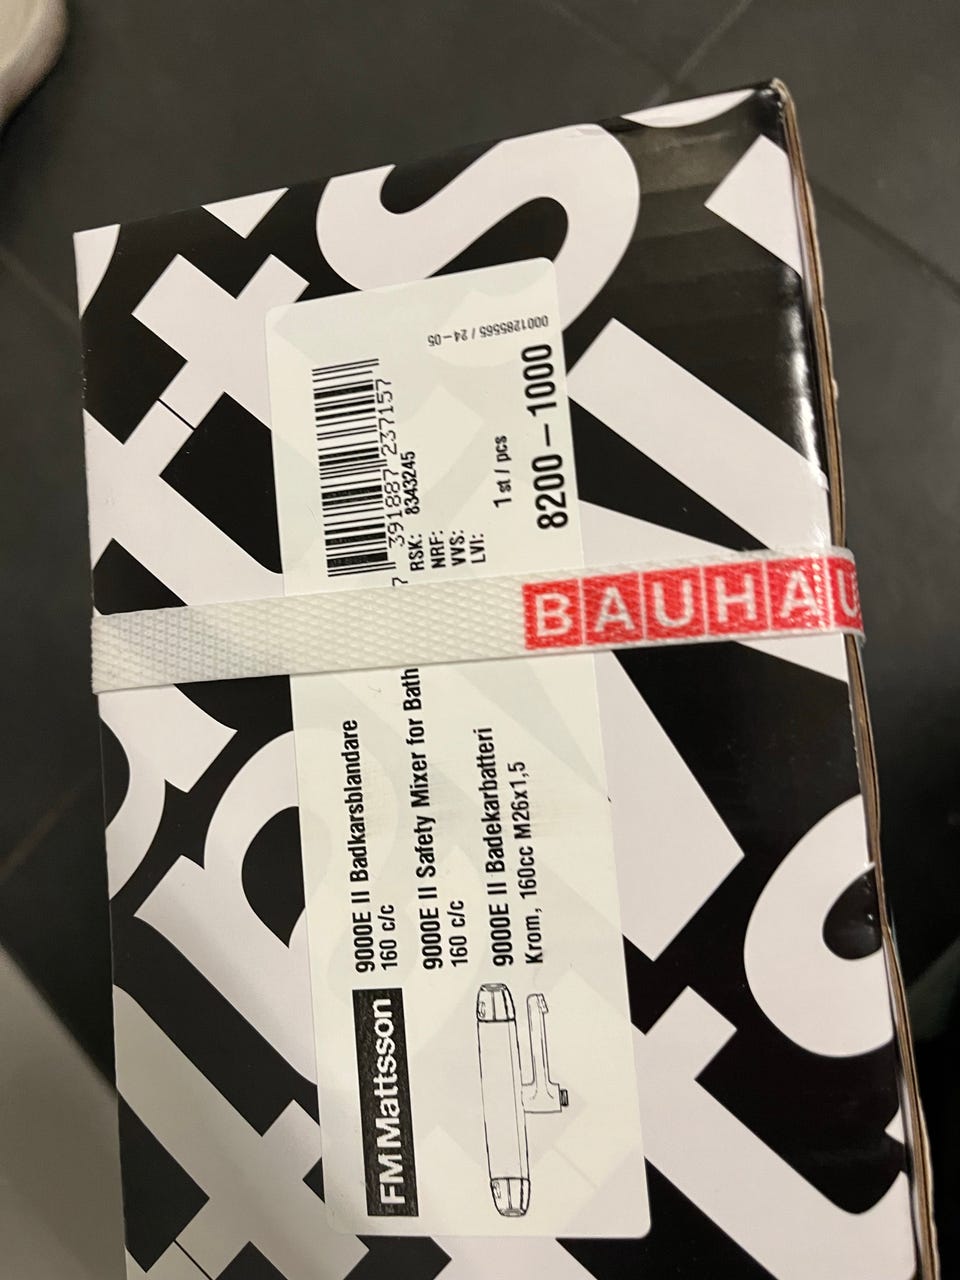 FM Mattsson
9000E II Badkarsblandare
160 c/c
9000E II Safety Mixer for Bath
160 c/c
9000E II Badekarbatteri
Krom, 160cc M26x1,5
7 391887 237157
RSK: 8343245
NRF:
VVS:
LVI:
1 st / pcs
8200-1000
0001285565 / 24-05
BAUHAU